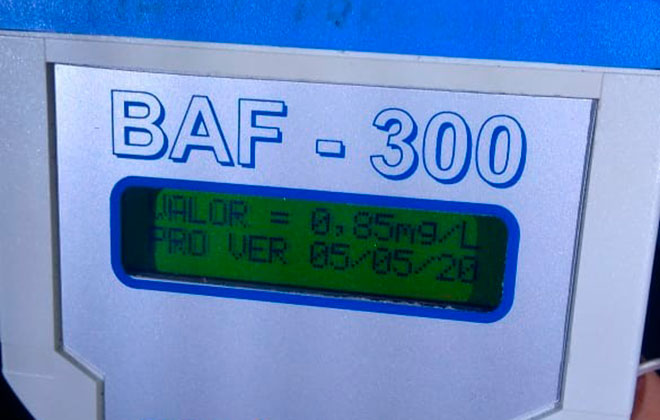 BAF - 300
VALOR = 0,85mg/L
PRO VER 05/05/20